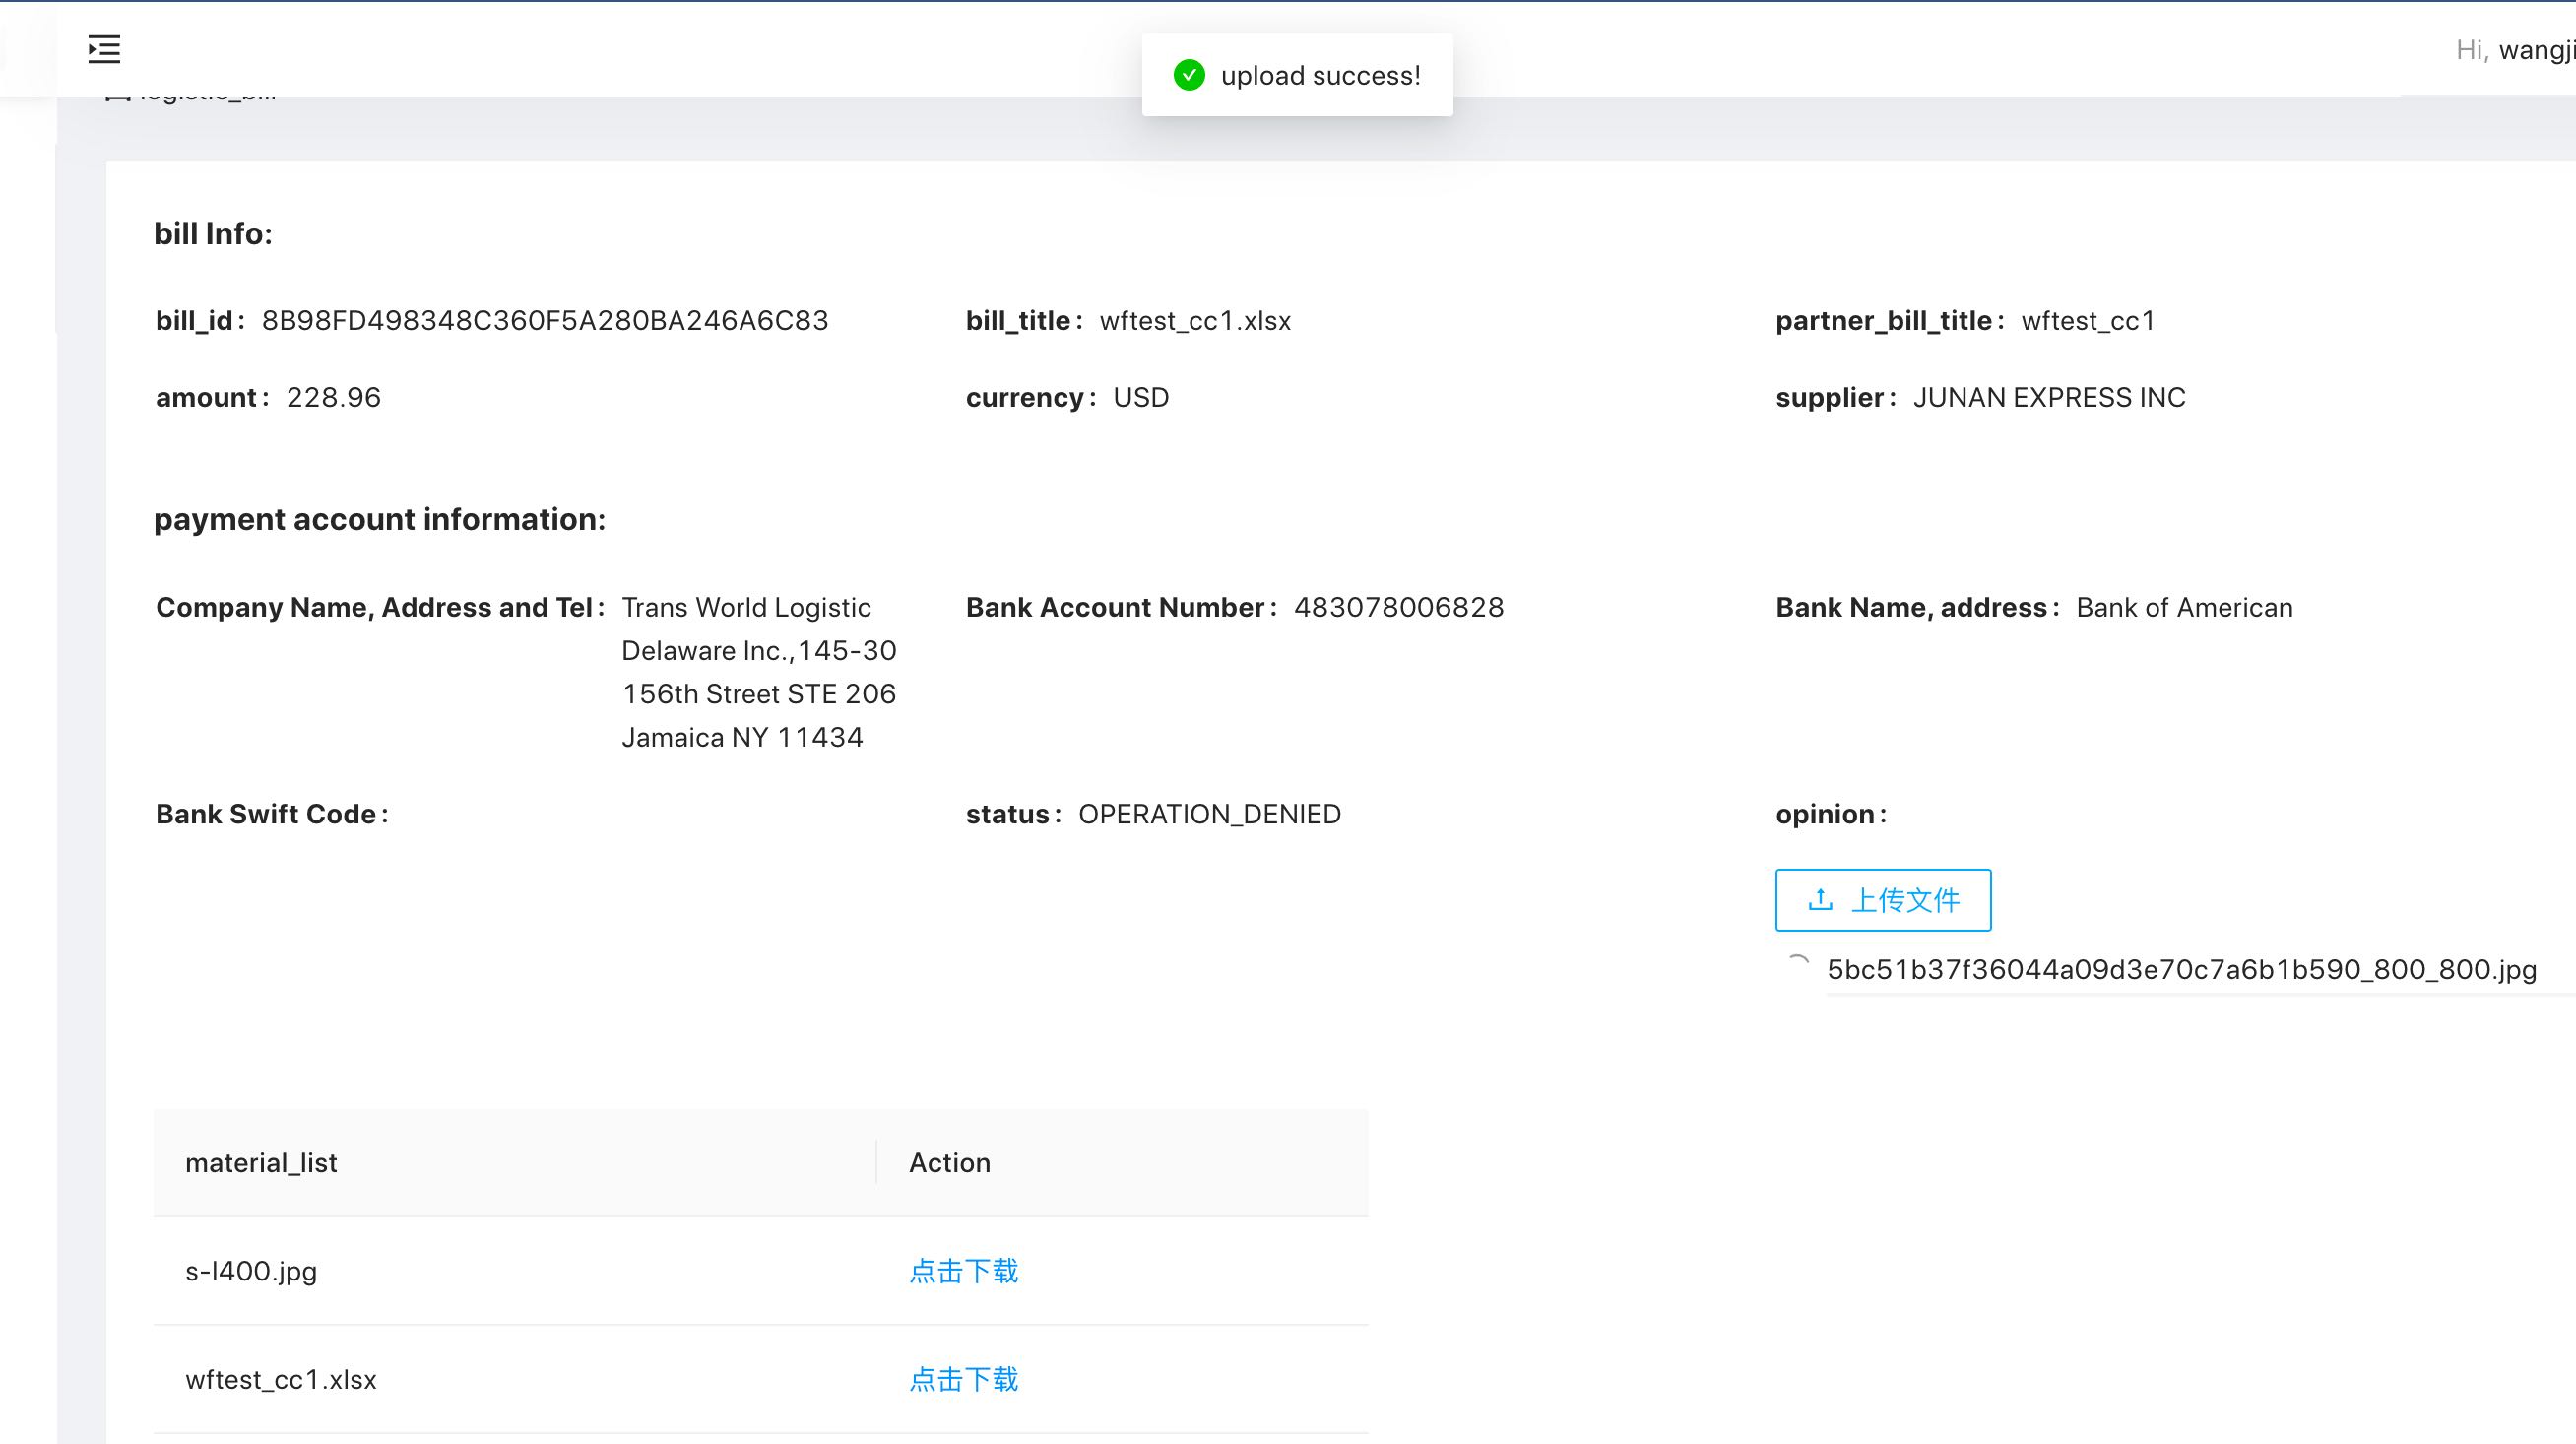 Hi, wangji
upload success!
logistic_bill
bill Info:
bill_id: 8B98FD498348C360F5A280BA246A6C83
bill_title: wftest_cc1.xlsx
partner_bill_title: wftest_cc1
amount: 228.96
currency: USD
supplier: JUNAN EXPRESS INC
payment account information:
Company Name, Address and Tel: Trans World Logistic
Delaware Inc.,145-30
156th Street STE 206
Jamaica NY 11434
Bank Account Number: 483078006828
Bank Name, address: Bank of American
Bank Swift Code:
status: OPERATION_DENIED
opinion:
上传文件
5bc51b37f36044a09d3e70c7a6b1b590_800_800.jpg
material_list
Action
s-l400.jpg
点击下载
wftest_cc1.xlsx
点击下载